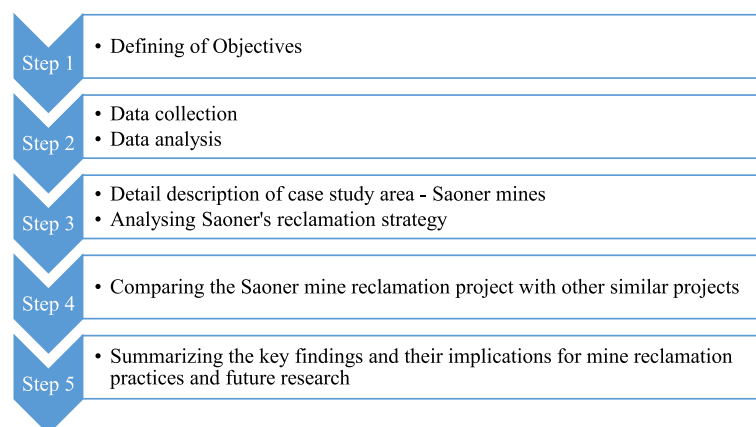 Step 1
• Defining of Objectives
Step 2
• Data collection
• Data analysis
Step 3
• Detail description of case study area - Saoner mines
• Analysing Saoner's reclamation strategy
Step 4
• Comparing the Saoner mine reclamation project with other similar projects
Step 5
• Summarizing the key findings and their implications for mine reclamation
practices and future research